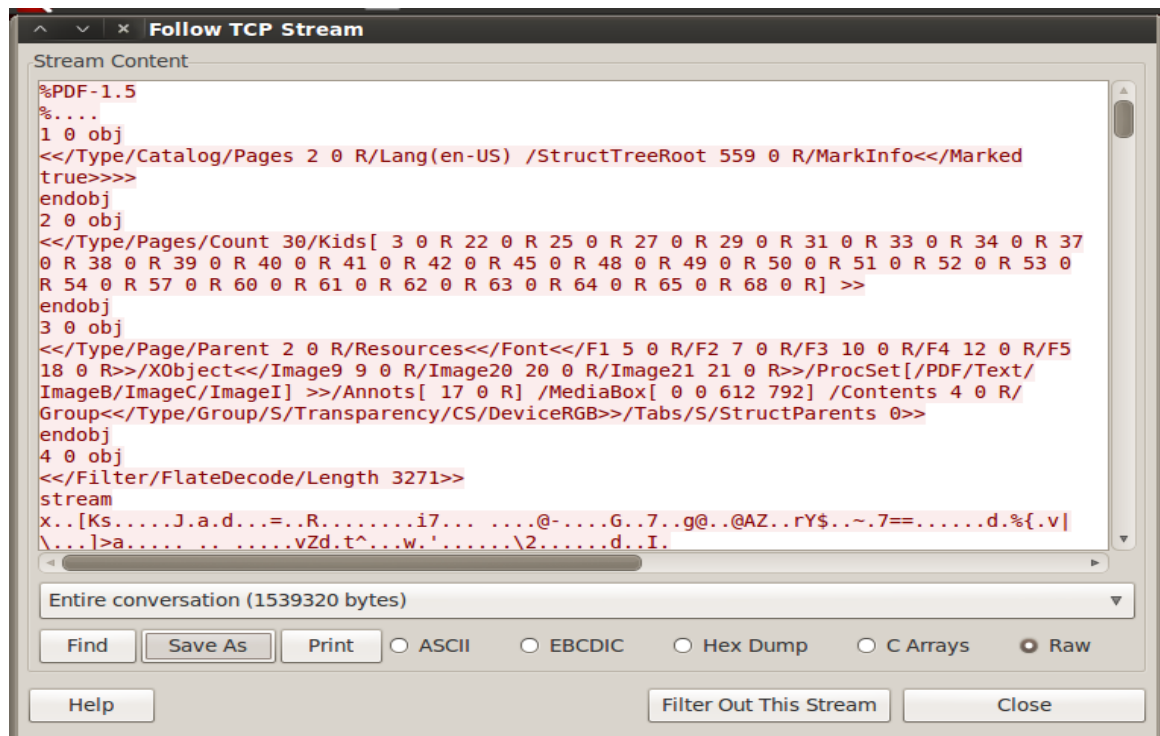 Follow TCP Stream
Stream Content
%PDF-1.5
%....
1 0 obj
<</Type/Catalog/Pages 2 0 R/Lang(en-US) /StructTreeRoot 559 0 R/MarkInfo<</Marked
true>>>>
endobj
2 0 obj
<</Type/Pages/Count 30/Kids[ 3 0 R 22 0 R 25 0 R 27 0 R 29 0 R 31 0 R 33 0 R 34 0 R 37
0 R 38 0 R 39 0 R 40 0 R 41 0 R 42 0 R 45 0 R 48 0 R 49 0 R 50 0 R 51 0 R 52 0 R 53 0
R 54 0 R 57 0 R 60 0 R 61 0 R 62 0 R 63 0 R 64 0 R 65 0 R 68 0 R] >>
endobj
3 0 obj
<</Type/Page/Parent 2 0 R/Resources<</Font<</F1 5 0 R/F2 7 0 R/F3 10 0 R/F4 12 0 R/F5
18 0 R>>/XObject<</Image9 9 0 R/Image20 20 0 R/Image21 21 0 R>>/ProcSet[/PDF/Text/
ImageB/ImageC/ImageI] >>/Annots[ 17 0 R] /MediaBox[ 0 0 612 792] /Contents 4 0 R/
Group<</Type/Group/S/Transparency/CS/DeviceRGB>>/Tabs/S/StructParents 0>>
endobj
4 0 obj
<</Filter/FlateDecode/Length 3271>>
stream
x..[Ks.....J.a.d...=..R........i7... ....@-....G..7..g@..@AZ..rY$..~.7==......d.%{.v|
\...]>a..... .. .....vZd.t^...w.'......\2......d..I.
Entire conversation (1539320 bytes)
Find Save As Print ASCII EBCDIC Hex Dump C Arrays Raw
Help Filter Out This Stream Close